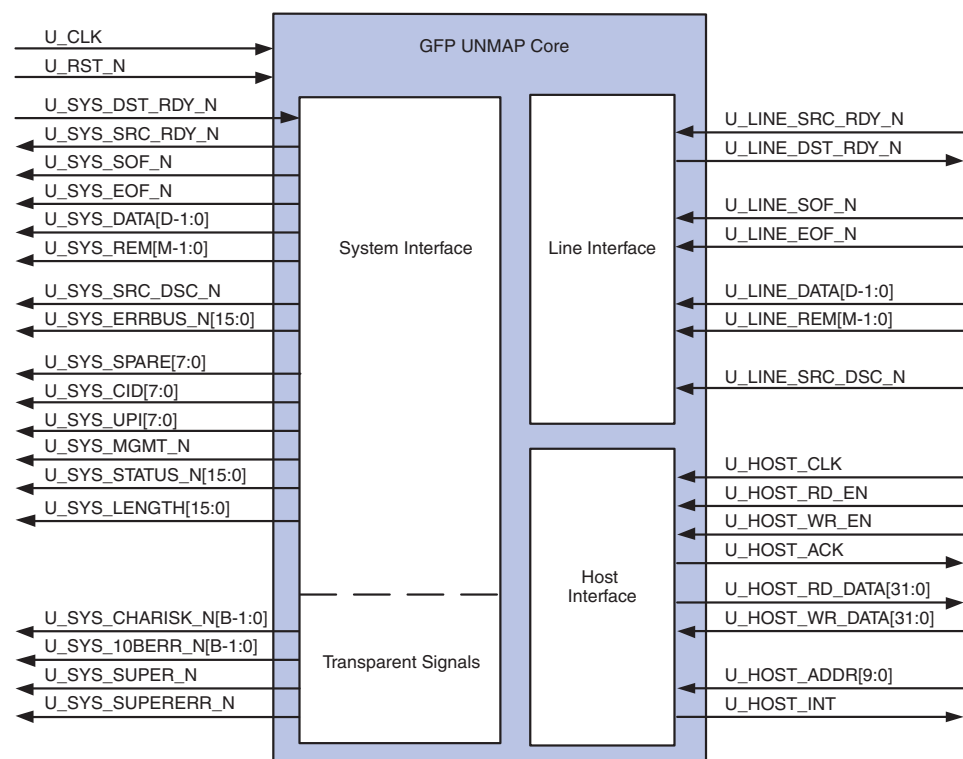 GFP UNMAP Core
U_CLK
U_RST_N
U_SYS_DST_RDY_N
U_SYS_SRC_RDY_N
U_SYS_SOF_N
U_SYS_EOF_N
U_SYS_DATA[D-1:0]
U_SYS_REM[M-1:0]
U_SYS_SRC_DSC_N
U_SYS_ERRBUS_N[15:0]
U_SYS_SPARE[7:0]
U_SYS_CID[7:0]
U_SYS_UPI[7:0]
U_SYS_MGMT_N
U_SYS_STATUS_N[15:0]
U_SYS_LENGTH[15:0]
U_SYS_CHARISK_N[B-1:0]
U_SYS_10BERR_N[B-1:0]
U_SYS_SUPER_N
U_SYS_SUPERERR_N
System Interface
Transparent Signals
Line Interface
Host
Interface
U_LINE_SRC_RDY_N
U_LINE_DST_RDY_N
U_LINE_SOF_N
U_LINE_EOF_N
U_LINE_DATA[D-1:0]
U_LINE_REM[M-1:0]
U_LINE_SRC_DSC_N
U_HOST_CLK
U_HOST_RD_EN
U_HOST_WR_EN
U_HOST_ACK
U_HOST_RD_DATA[31:0]
U_HOST_WR_DATA[31:0]
U_HOST_ADDR[9:0]
U_HOST_INT